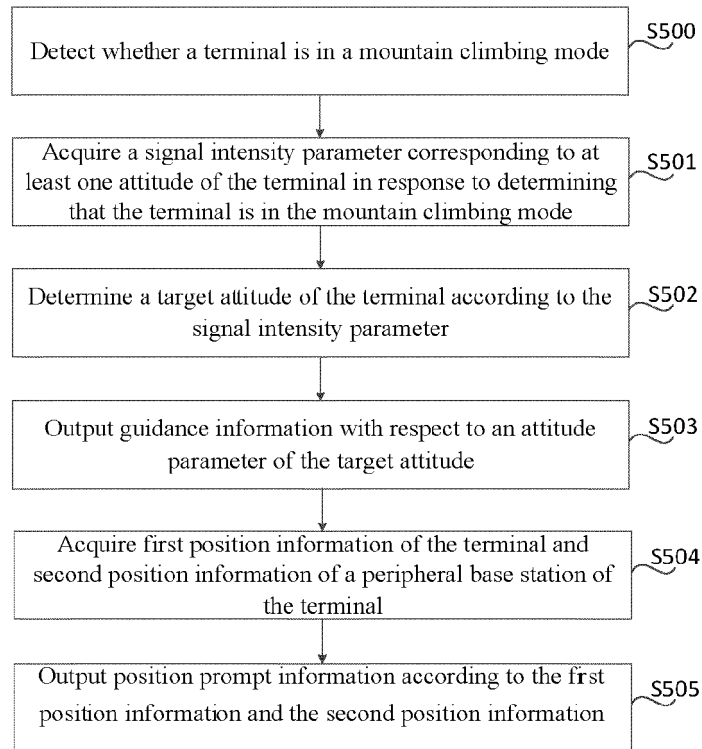 Detect whether a terminal is in a mountain climbing mode
S500
Acquire a signal intensity parameter corresponding to at
least one attitude of the terminal in response to determining
that the terminal is in the mountain climbing mode
S501
Determine a target attitude of the terminal according to the
signal intensity parameter
S502
Output guidance information with respect to an attitude
parameter of the target attitude
S503
Acquire first position information of the terminal and
second position information of a peripheral base station of
the terminal
S504
Output position prompt information according to the first
position information and the second position information
S505